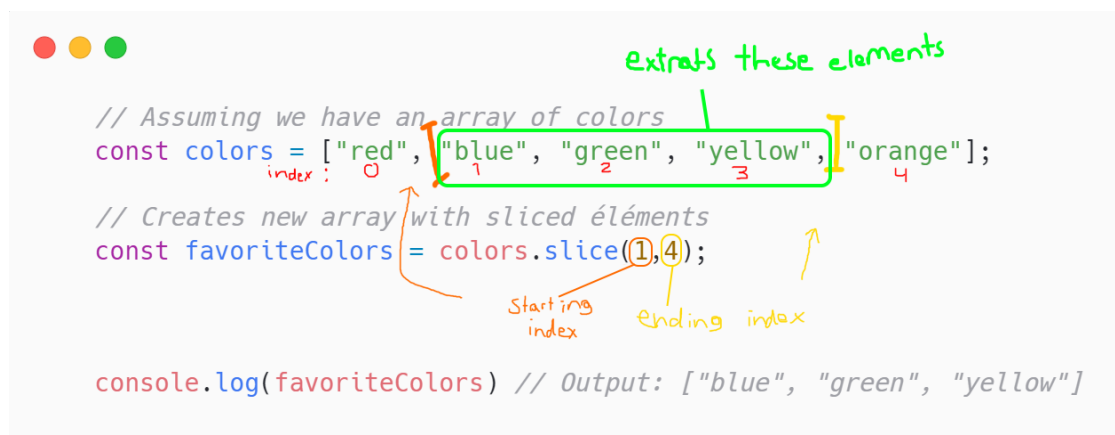 extrats these elements
// Assuming we have an array of colors
const colors = ["red", "blue", "green", "yellow", "orange"];
index : 0 1 2 3 4
// Creates new array with sliced éléménts
const favoriteColors = colors.slice(1,4);
Starting index
ending index
console.log(favoriteColors) // Output: ["blue", "green", "yellow"]